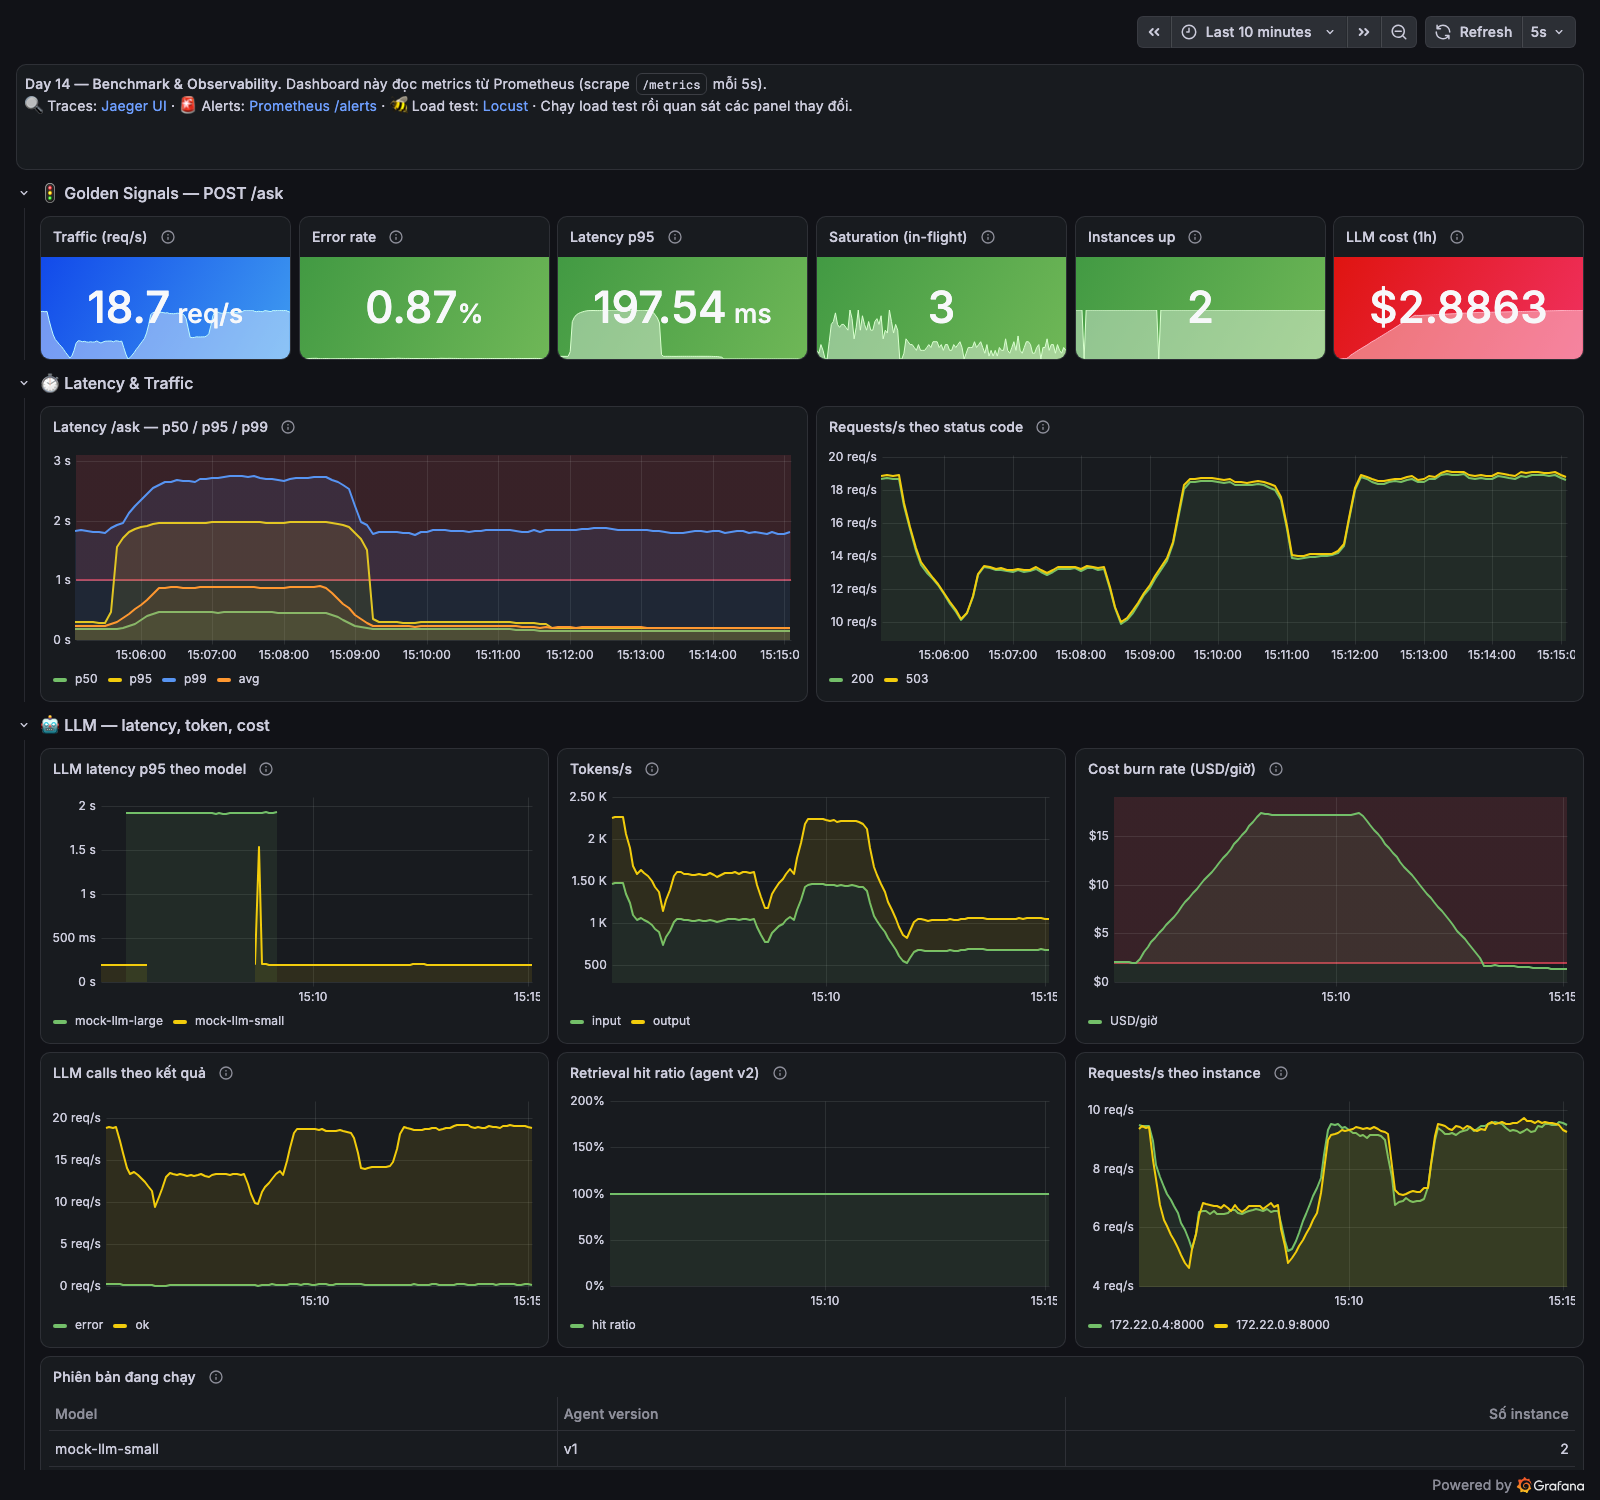 Last 10 minutes
Refresh
5s
Day 14 — Benchmark & Observability. Dashboard này đọc metrics từ Prometheus (scrape /metrics mỗi 5s).
Traces: Jaeger UI · Alerts: Prometheus /alerts · Load test: Locust · Chạy load test rồi quan sát các panel thay đổi.
Golden Signals — POST /ask
Traffic (req/s)
18.7 req/s
Error rate
0.87%
Latency p95
197.54 ms
Saturation (in-flight)
3
Instances up
2
LLM cost (1h)
$2.8863
Latency & Traffic
Latency /ask — p50 / p95 / p99
3 s
2 s
1 s
0 s
15:06:00 15:07:00 15:08:00 15:09:00 15:10:00 15:11:00 15:12:00 15:13:00 15:14:00 15:15:0
p50 p95 p99 avg
Requests/s theo status code
20 req/s
18 req/s
16 req/s
14 req/s
12 req/s
10 req/s
15:06:00 15:07:00 15:08:00 15:09:00 15:10:00 15:11:00 15:12:00 15:13:00 15:14:00 15:15:0
200 503
LLM — latency, token, cost
LLM latency p95 theo model
2 s
1.5 s
1 s
500 ms
0 s
15:10 15:15
mock-llm-large mock-llm-small
Tokens/s
2.50 K
2 K
1.50 K
1 K
500
15:10 15:15
input output
Cost burn rate (USD/giờ)
$15
$10
$5
$0
15:10 15:15
USD/giờ
LLM calls theo kết quả
20 req/s
15 req/s
10 req/s
5 req/s
0 req/s
15:10 15:15
error ok
Retrieval hit ratio (agent v2)
200%
150%
100%
50%
0%
15:10 15:15
hit ratio
Requests/s theo instance
10 req/s
8 req/s
6 req/s
4 req/s
15:10 15:15
172.22.0.4:8000 172.22.0.9:8000
Phiên bản đang chạy
Model Agent version Số instance
mock-llm-small v1 2
Powered by Grafana